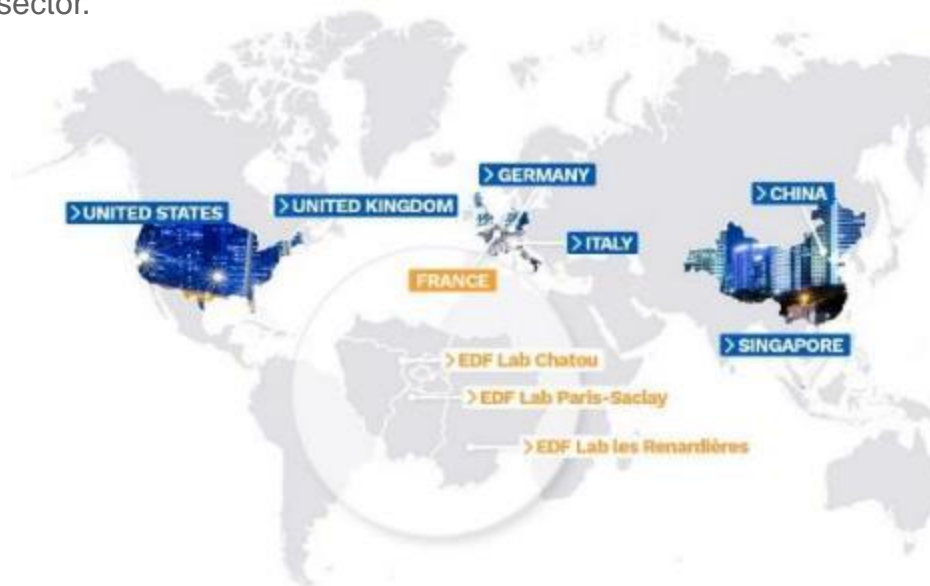 sector.
> GERMANY
> CHINA
> UNITED STATES
> UNITED KINGDOM
> ITALY
FRANCE
> SINGAPORE
> EDF Lab Chatou
> EDF Lab Paris-Saclay
> EDF Lab les Renardières